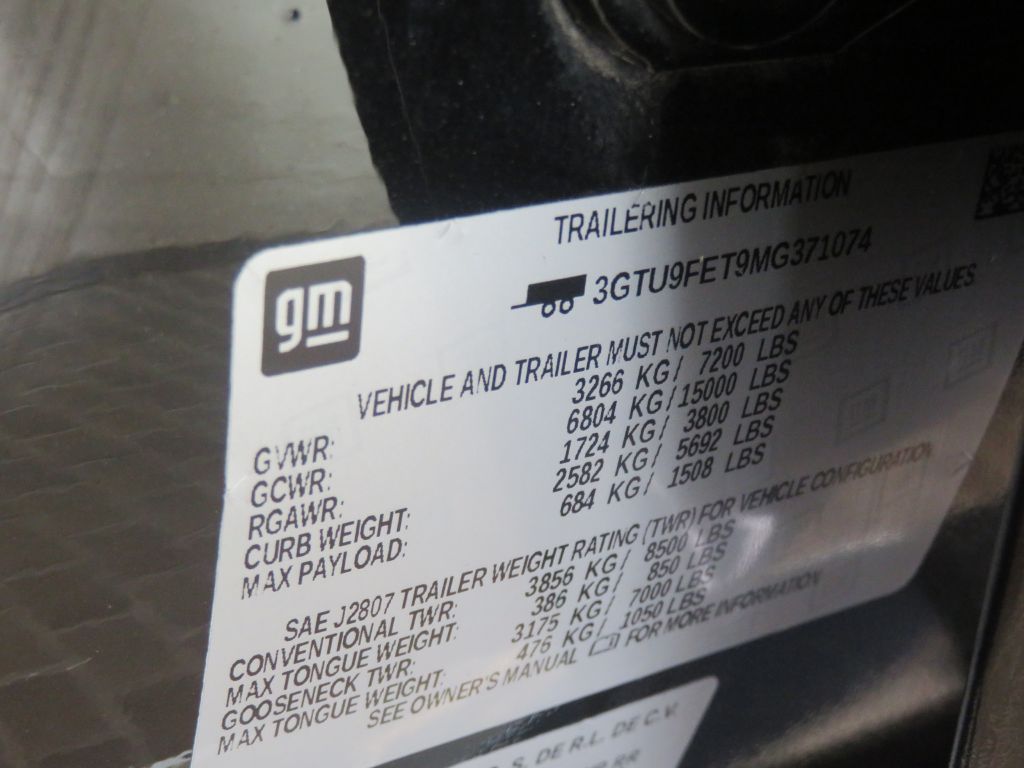 gm
TRAILERING INFORMATION
3GTU9FET9MG371074
VEHICLE AND TRAILER MUST NOT EXCEED ANY OF THESE VALUES
GVWR: 3266 KG/ 7200 LBS
GCWR: 6804 KG/15000 LBS
RGAWR: 1724 KG/ 3800 LBS
CURB WEIGHT: 2582 KG/ 5692 LBS
MAX PAYLOAD: 684 KG/ 1508 LBS
SAE J2807 TRAILER WEIGHT RATING (TWR) FOR VEHICLE CONFIGURATION
CONVENTIONAL TWR: 3856 KG/ 8500 LBS
MAX TONGUE WEIGHT: 386 KG/ 850 LBS
GOOSENECK TWR: 3175 KG/ 7000 LBS
MAX TONGUE WEIGHT: 476 KG/ 1050 LBS
SEE OWNER'S MANUAL FOR MORE INFORMATION
S. DE R.L. DE C.V.